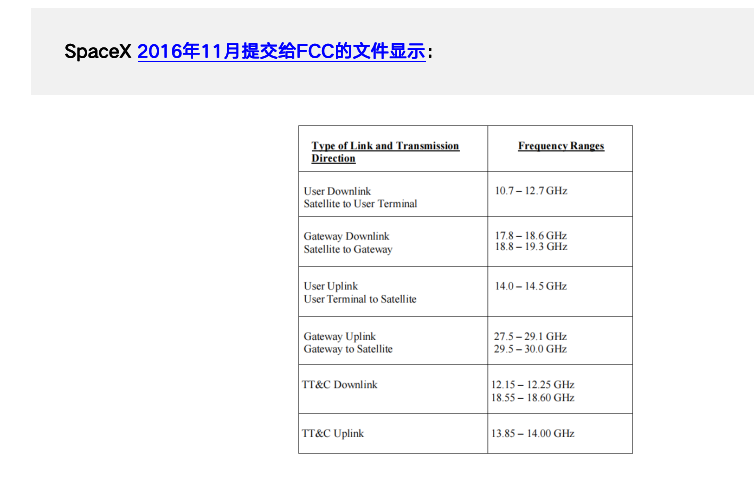 SpaceX 2016年11月提交给FCC的文件显示：
Type of Link and Transmission Direction
Frequency Ranges
User Downlink
Satellite to User Terminal
10.7 – 12.7 GHz
Gateway Downlink
Satellite to Gateway
17.8 – 18.6 GHz
18.8 – 19.3 GHz
User Uplink
User Terminal to Satellite
14.0 – 14.5 GHz
Gateway Uplink
Gateway to Satellite
27.5 – 29.1 GHz
29.5 – 30.0 GHz
TT&C Downlink
12.15 – 12.25 GHz
18.55 – 18.60 GHz
TT&C Uplink
13.85 – 14.00 GHz